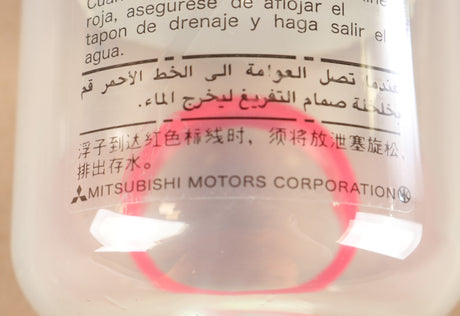 roja, asegúrese de aflojar el
tapon de drenaje y haga salir el
agua.
عندما تصل العوامة الى الخط الأحمر قم
بخلخلة صمام التفريغ ليخرج الماء.
浮子到达红色标线时，须将放泄塞旋松，
排出存水。
MITSUBISHI MOTORS CORPORATION